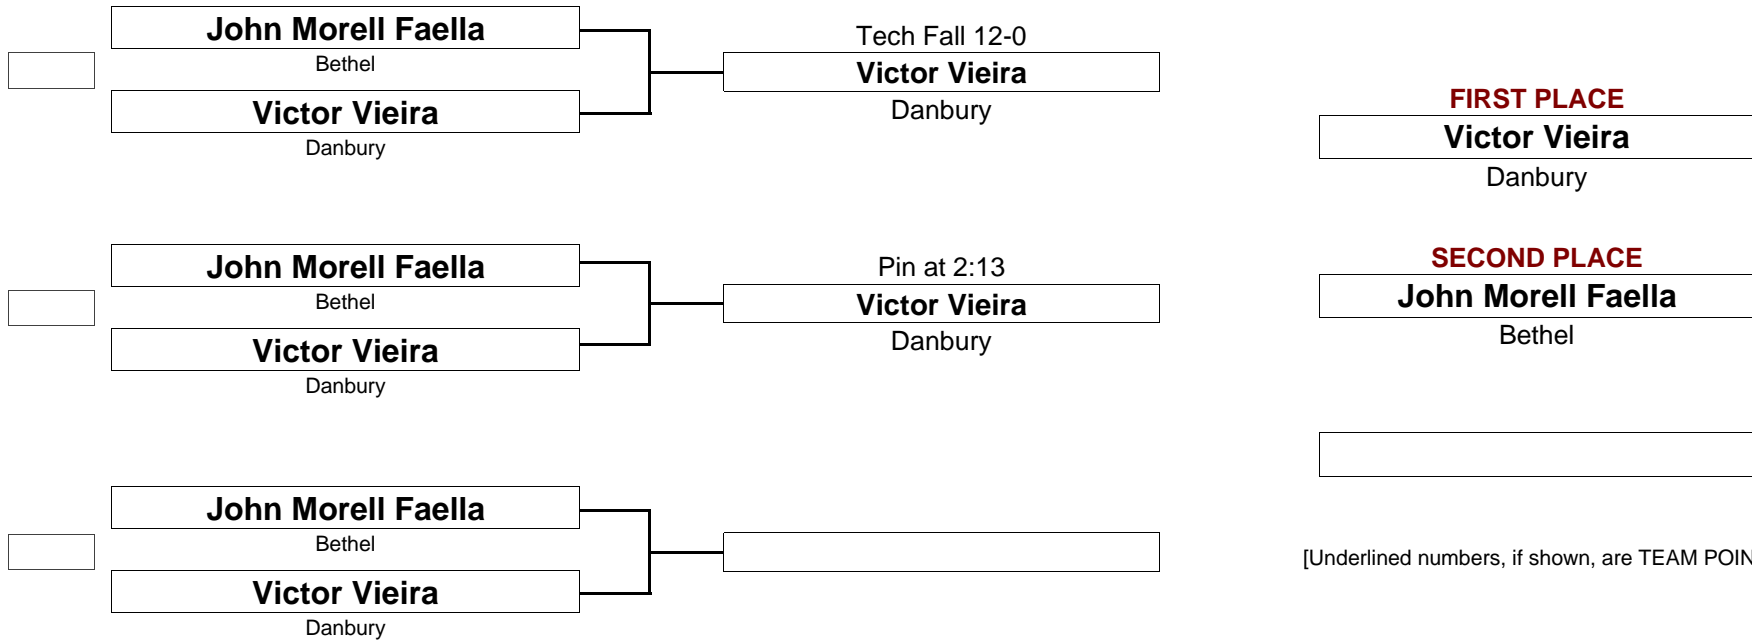 John Morell Faella
Bethel
Victor Vieira
Danbury
Tech Fall 12-0
Victor Vieira
Danbury
FIRST PLACE
Victor Vieira
Danbury
John Morell Faella
Bethel
Victor Vieira
Danbury
Pin at 2:13
Victor Vieira
Danbury
SECOND PLACE
John Morell Faella
Bethel
John Morell Faella
Bethel
Victor Vieira
Danbury
[Underlined numbers, if shown, are TEAM POIN